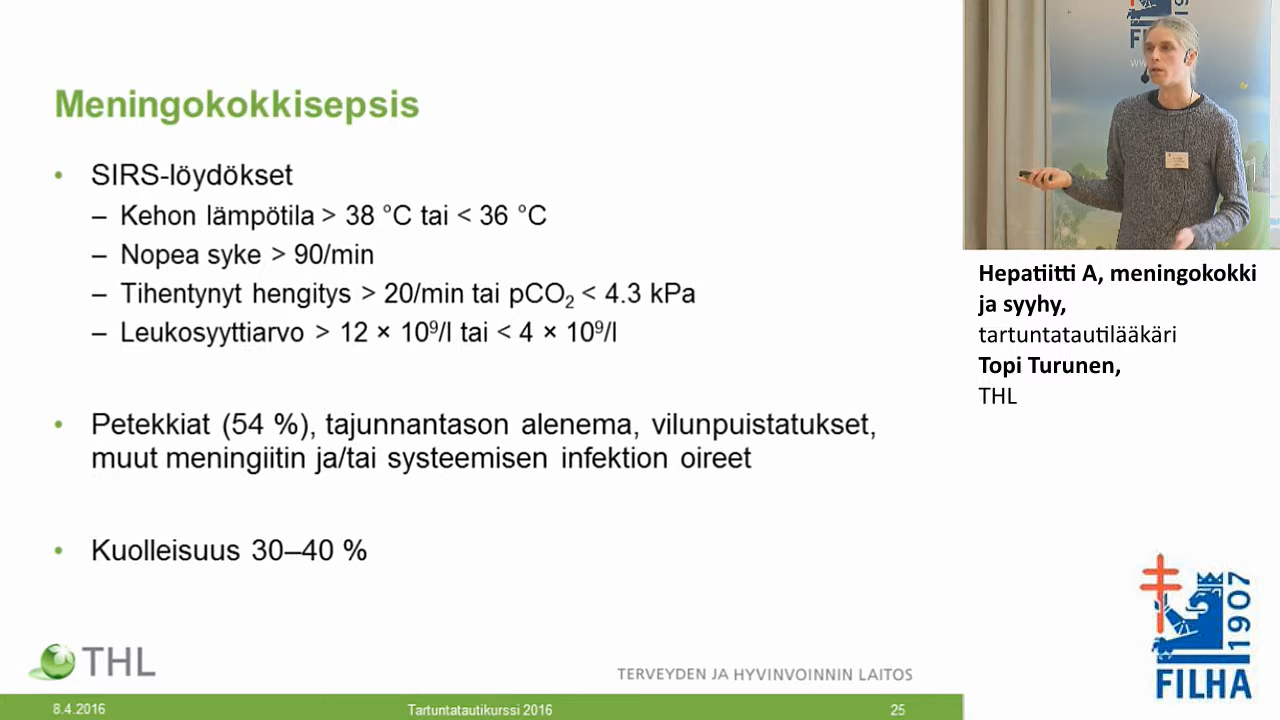 Meningokokkisepsis
• SIRS-löydökset
– Kehon lämpötila > 38 °C tai < 36 °C
– Nopea syke > 90/min
– Tihentynyt hengitys > 20/min tai pCO₂ < 4.3 kPa
– Leukosyyttiarvo > 12 × 10⁹/l tai < 4 × 10⁹/l
• Petekkiat (54 %), tajunnantason alenema, vilunpuistatukset,
muut meningiitin ja/tai systeemisen infektion oireet
• Kuolleisuus 30–40 %
THL
TERVEYDEN JA HYVINVOINNIN LAITOS
8.4.2016
Tartuntatautikurssi 2016
25
Hepatiitti A, meningokokki
ja syyhy,
tartuntatautilääkäri
Topi Turunen,
THL
1907
FILHA